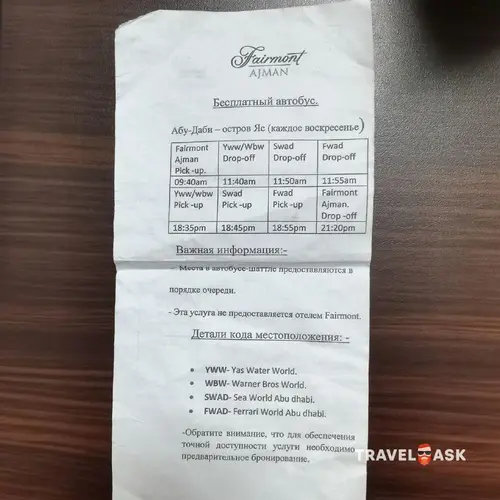 Fairmont
AJMAN
Бесплатный автобус.
Абу-Даби – остров Яс (каждое воскресенье)
Fairmont Ajman Pick -up. Yww/Wbw Drop-off Swad Drop-off Fwad Drop-off
09:40am 11:40am 11:50am 11:55am
Yww/wbw Pick -up Swad Pick -up Fwad Pick -up Fairmont Ajman. Drop -off
18:35pm 18:45pm 18:55pm 21:20pm
Важная информация:-
- Места в автобусе-шаттле предоставляются в
порядке очереди.
- Эта услуга не предоставляется отелем Fairmont.
Детали кода местоположения: -
• YWW- Yas Water World.
• WBW- Warner Bros World.
• SWAD- Sea World Abu dhabi.
• FWAD- Ferrari World Abu dhabi.
-Обратите внимание, что для обеспечения
точной доступности услуги необходимо
предварительное бронирование.
TRAVEL ASK